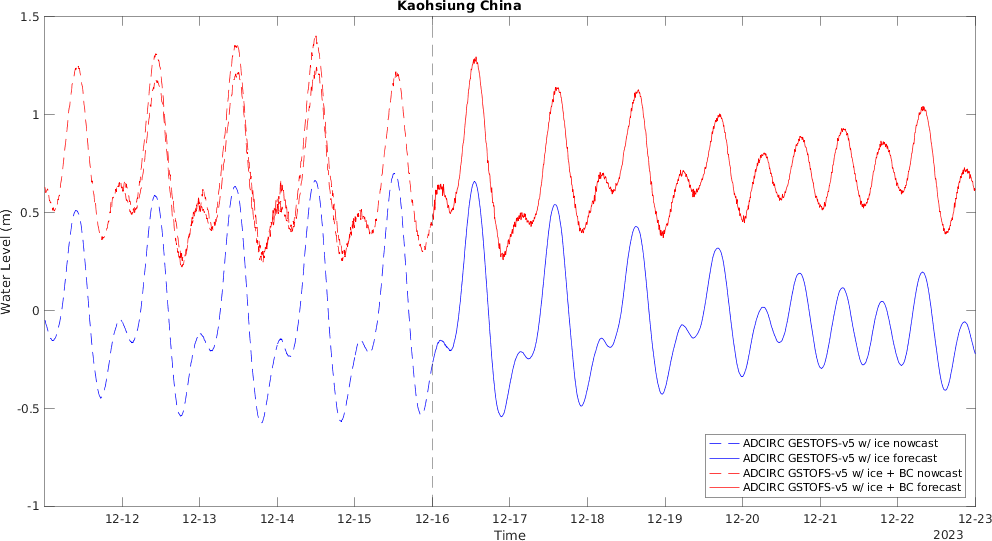 Kaohsiung China
1.5
1
0.5
0
-0.5
-1
Water Level (m)
12-12
12-13
12-14
12-15
12-16
12-17
12-18
12-19
12-20
12-21
12-22
12-23
Time
2023
ADCIRC GESTOFS-v5 w/ ice nowcast
ADCIRC GESTOFS-v5 w/ ice forecast
ADCIRC GSTOFS-v5 w/ ice + BC nowcast
ADCIRC GSTOFS-v5 w/ ice + BC forecast